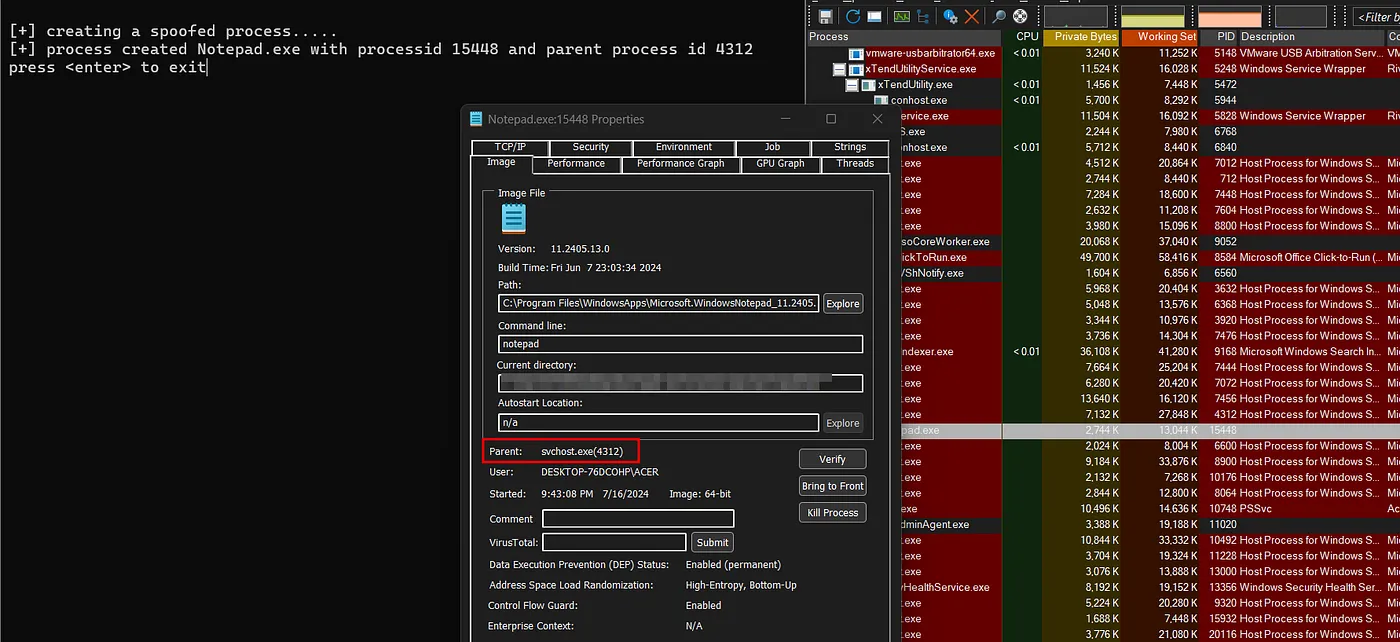 [+] creating a spoofed process.....
[+] process created Notepad.exe with processid 15448 and parent process id 4312
press <enter> to exit
Notepad.exe:15448 Properties
TCP/IP Security Environment Job Strings
Image Performance Performance Graph GPU Graph Threads
Image File
Version: 11.2405.13.0
Build Time: Fri Jun 7 23:03:34 2024
Path:
C:\Program Files\WindowsApps\Microsoft.WindowsNotepad_11.2405. Explore
Command line:
notepad
Current directory:
Autostart Location:
n/a Explore
Parent: svchost.exe(4312)
Verify
User: DESKTOP-76DCOHP\ACER
Bring to Front
Started: 9:43:08 PM 7/16/2024 Image: 64-bit
Kill Process
Comment
VirusTotal: Submit
Data Execution Prevention (DEP) Status: Enabled (permanent)
Address Space Load Randomization: High-Entropy, Bottom-Up
Control Flow Guard: Enabled
Enterprise Context: N/A
<Filter b
Process CPU Private Bytes Working Set PID Description Co
vmware-usbarbitrator64.exe < 0.01 3,240 K 11,252 K 5148 VMware USB Arbitration Serv... VM
xTendUtilityService.exe 11,524 K 16,028 K 5248 Windows Service Wrapper Riv
xTendUtility.exe < 0.01 1,456 K 7,448 K 5472
conhost.exe < 0.01 5,700 K 8,292 K 5944
ervice.exe 11,504 K 16,092 K 5828 Windows Service Wrapper Riv
S.exe 2,244 K 7,980 K 6768
nhost.exe < 0.01 5,712 K 8,440 K 6840
.exe 4,512 K 20,864 K 7012 Host Process for Windows S... Mic
.exe 2,744 K 8,440 K 712 Host Process for Windows S... Mic
.exe 7,284 K 18,600 K 7448 Host Process for Windows S... Mic
.exe 2,632 K 11,208 K 7604 Host Process for Windows S... Mic
.exe 3,980 K 15,096 K 8800 Host Process for Windows S... Mic
soCoreWorker.exe 20,068 K 37,040 K 9052
ickToRun.exe 49,700 K 58,416 K 8584 Microsoft Office Click-to-Run (... Mic
/ShNotify.exe 1,604 K 6,856 K 6560
.exe 5,968 K 20,404 K 3632 Host Process for Windows S... Mic
.exe 5,048 K 13,576 K 6368 Host Process for Windows S... Mic
.exe 3,344 K 10,976 K 3920 Host Process for Windows S... Mic
.exe 3,736 K 14,304 K 7476 Host Process for Windows S... Mic
ndexer.exe < 0.01 36,108 K 41,280 K 9168 Microsoft Windows Search In... Mic
.exe 7,664 K 25,204 K 7444 Host Process for Windows S... Mic
.exe 6,280 K 20,420 K 7072 Host Process for Windows S... Mic
.exe 13,640 K 16,120 K 7456 Host Process for Windows S... Mic
.exe 7,132 K 27,848 K 4312 Host Process for Windows S... Mic
pad.exe 2,744 K 13,044 K 15448
.exe 2,024 K 8,004 K 6600 Host Process for Windows S... Mic
.exe 9,184 K 33,876 K 8900 Host Process for Windows S... Mic
.exe 2,132 K 7,268 K 10176 Host Process for Windows S... Mic
.exe 2,844 K 12,800 K 8064 Host Process for Windows S... Mic
xe 10,496 K 14,636 K 10748 PSSvc Ac
dminAgent.exe 3,388 K 19,188 K 11020
.exe 10,844 K 33,332 K 10492 Host Process for Windows S... Mic
.exe 3,704 K 19,324 K 11228 Host Process for Windows S... Mic
.exe 3,076 K 13,888 K 13000 Host Process for Windows S... Mic
yHealthService.exe 8,192 K 19,152 K 13356 Windows Security Health Ser... Mic
.exe 5,224 K 20,280 K 9320 Host Process for Windows S... Mic
.exe 1,688 K 7,448 K 15932 Host Process for Windows S... Mic
.exe 3,776 K 21,080 K 20116 Host Process for Windows S... Mic